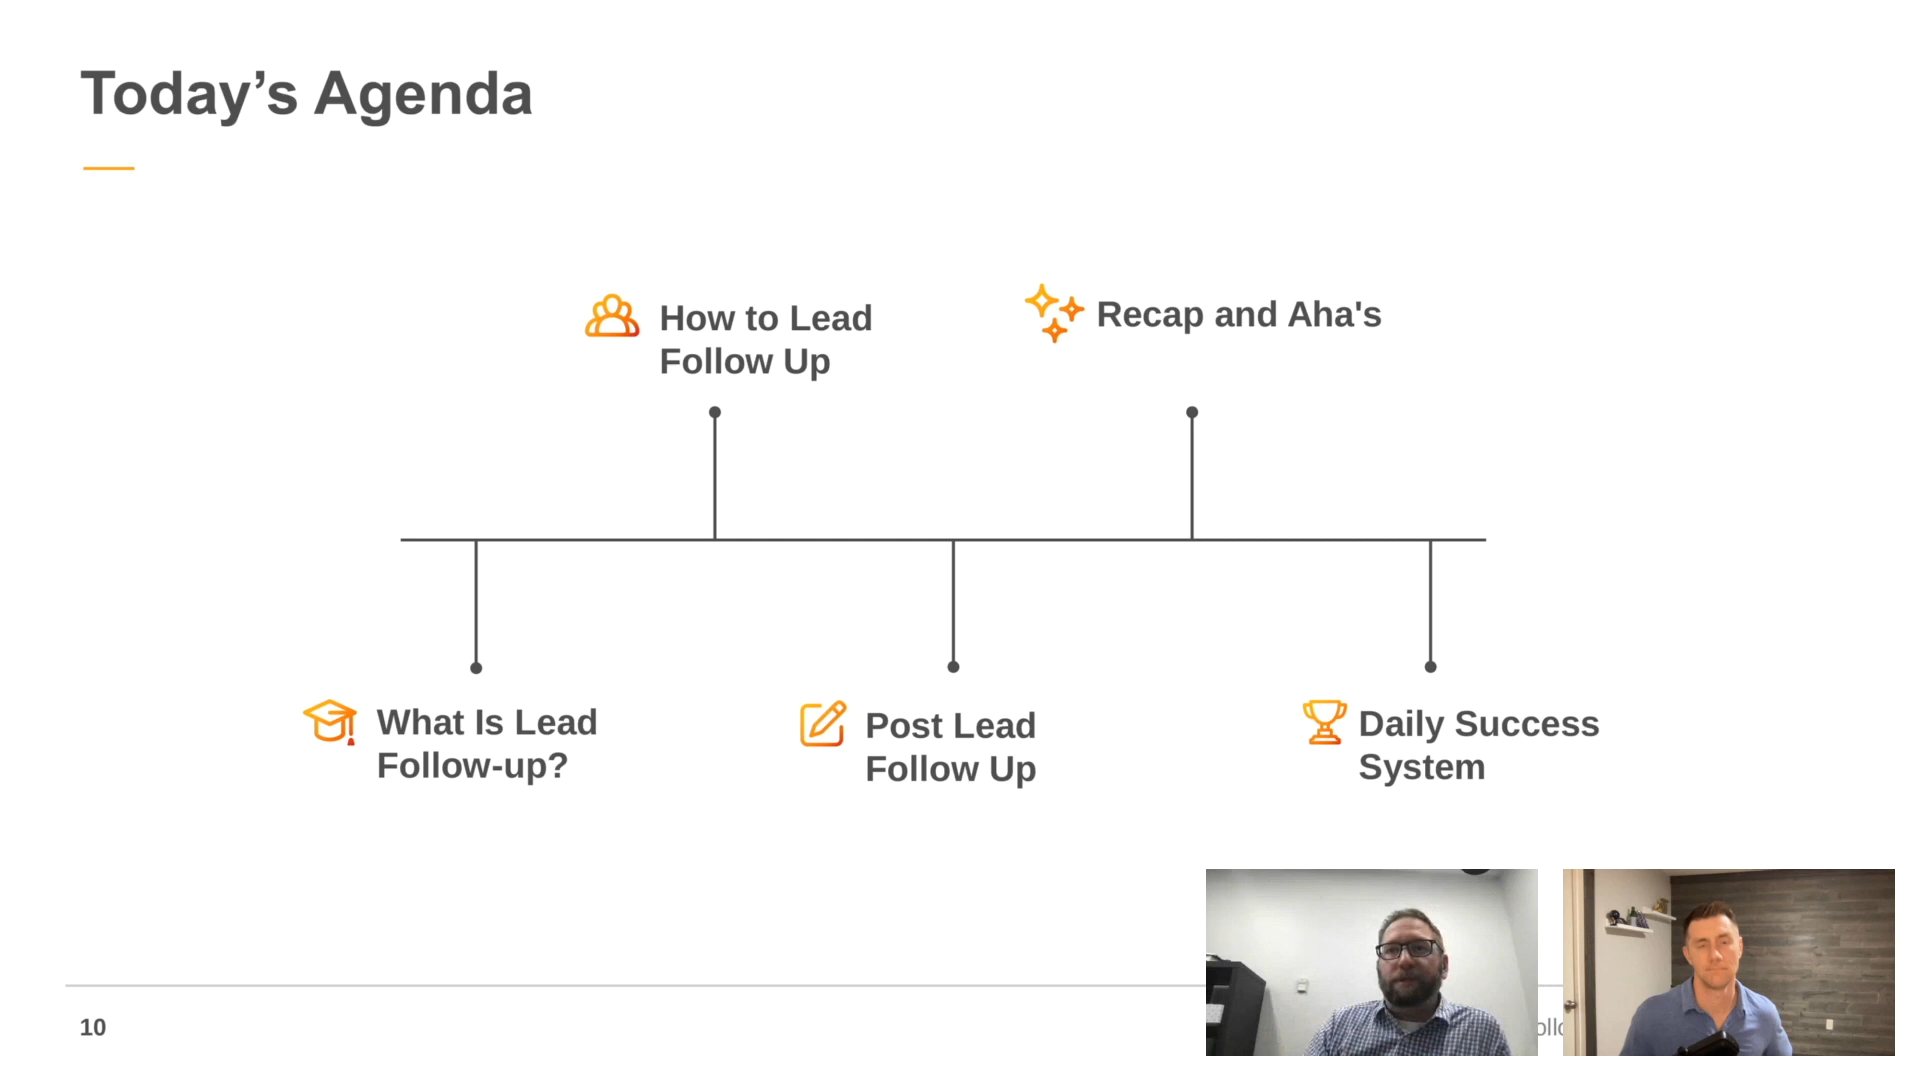 Today’s Agenda
How to Lead
Follow Up
Recap and Aha's
What Is Lead
Follow-up?
Post Lead
Follow Up
Daily Success
System
10